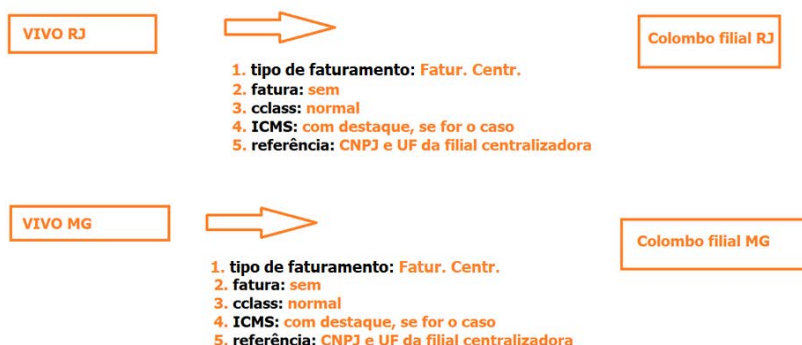 VIVO RJ
Colombo filial RJ
1. tipo de faturamento: Fatur. Centr.
2. fatura: sem
3. cclass: normal
4. ICMS: com destaque, se for o caso
5. referência: CNPJ e UF da filial centralizadora
VIVO MG
Colombo filial MG
1. tipo de faturamento: Fatur. Centr.
2. fatura: sem
3. cclass: normal
4. ICMS: com destaque, se for o caso
5. referência: CNPJ e UF da filial centralizadora